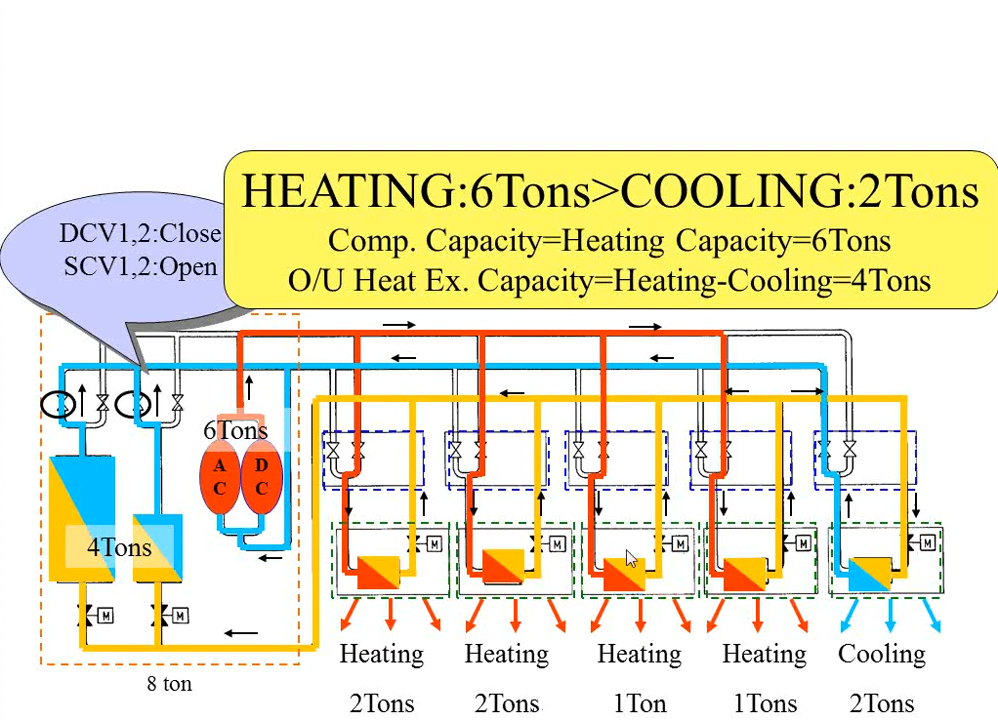 HEATING:6Tons>COOLING:2Tons
Comp. Capacity=Heating Capacity=6Tons
O/U Heat Ex. Capacity=Heating-Cooling=4Tons
DCV1,2:Close
SCV1,2:Open
6Tons
A D
C C
4Tons
M M M M M
M M
8 ton
Heating Heating Heating Heating Cooling
2Tons 2Tons 1Ton 1Tons 2Tons